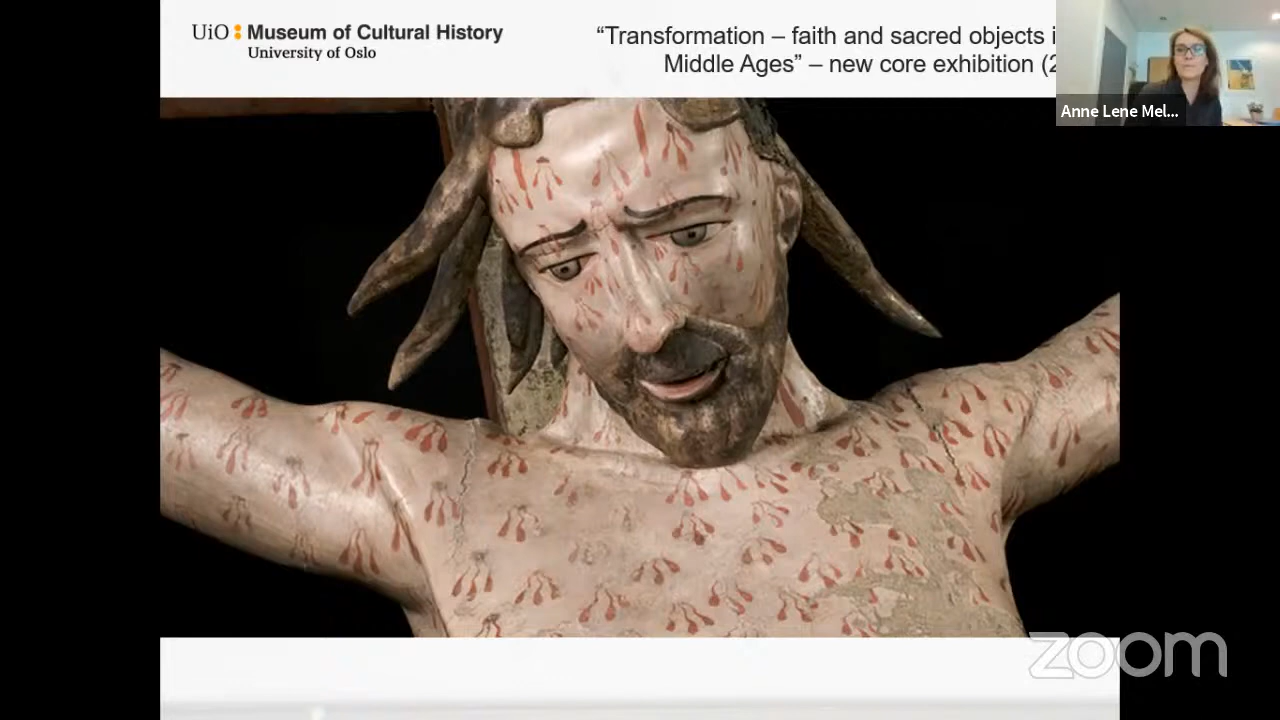 UiO Museum of Cultural History
University of Oslo
“Transformation – faith and sacred objects i
Middle Ages” – new core exhibition (2
Anne Lene Mel...
zoom